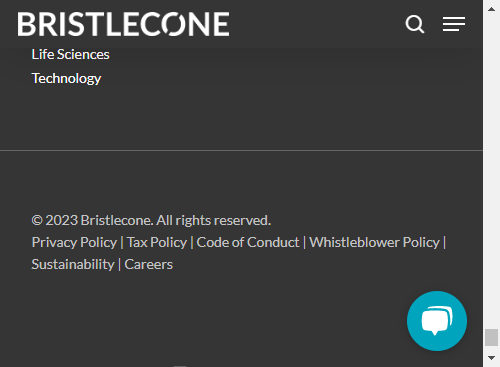 BRISTLECONE
Life Sciences
Technology
© 2023 Bristlecone. All rights reserved.
Privacy Policy | Tax Policy | Code of Conduct | Whistleblower Policy |
Sustainability | Careers